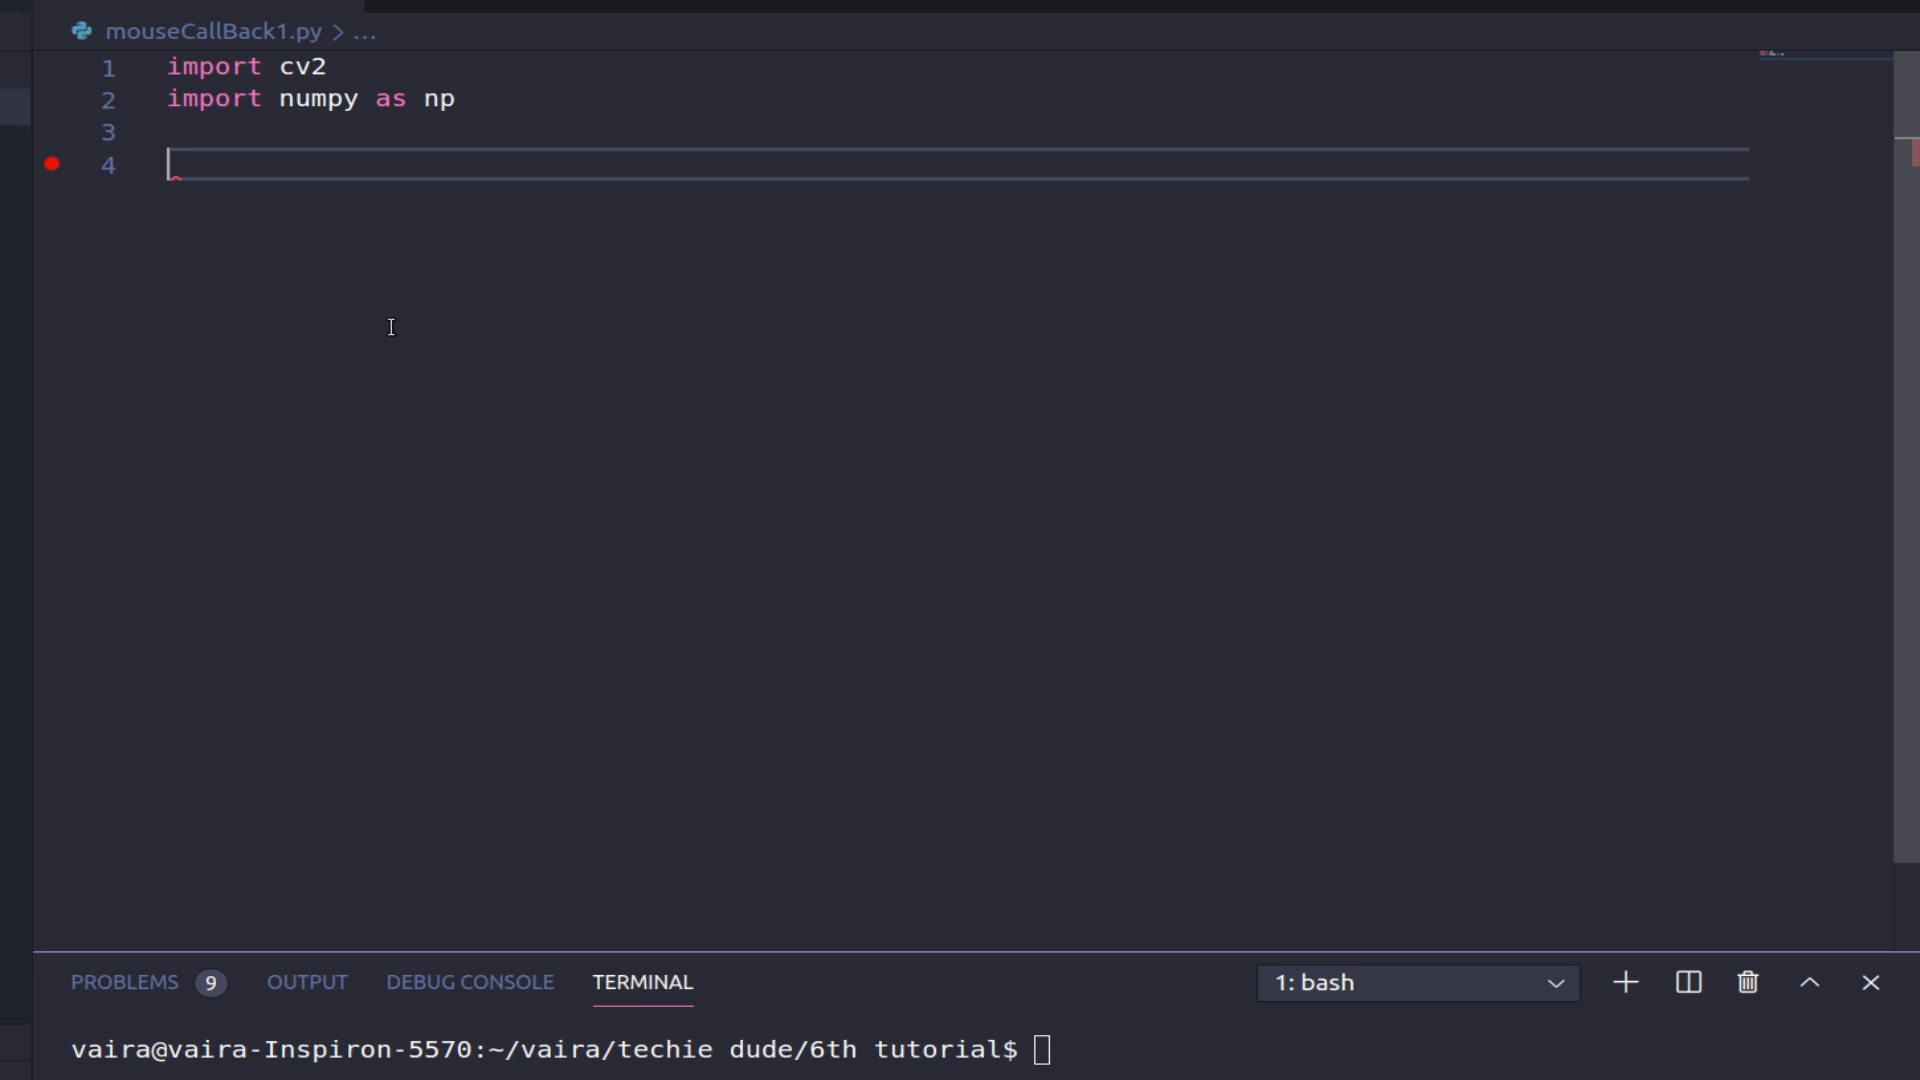 mouseCallBack1.py > ...
1 import cv2
2 import numpy as np
3
4
PROBLEMS 9 OUTPUT DEBUG CONSOLE TERMINAL 1: bash
vaira@vaira-Inspiron-5570:~/vaira/techie dude/6th tutorial$